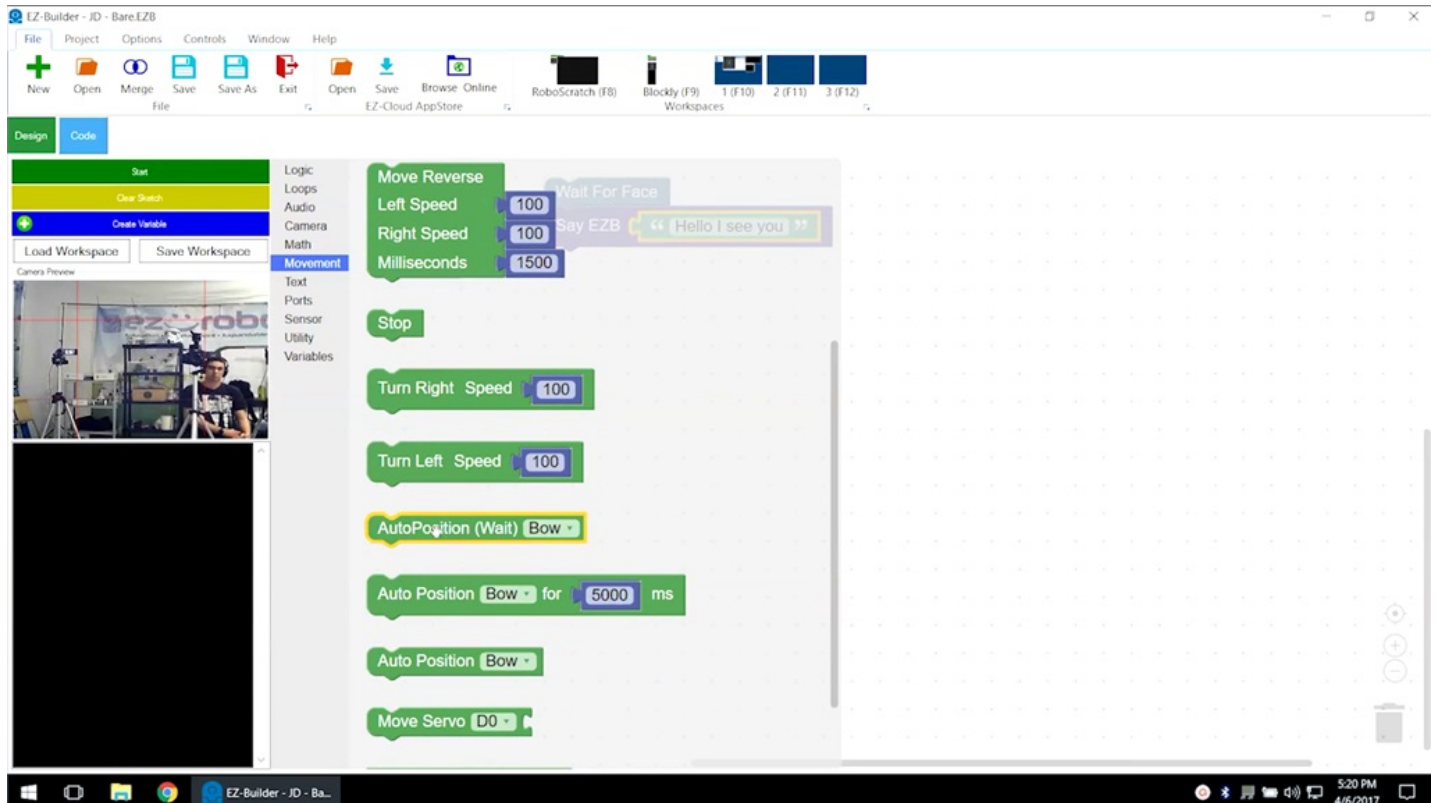 EZ-Builder - JD - Bare.EZB
File Project Options Controls Window Help
New Open Merge Save Save As Exit Open Save Browse Online RoboScratch (F8) Blockly (F9) 1 (F10) 2 (F11) 3 (F12)
File EZ-Cloud AppStore Workspaces
Design Code
Start
Clear Sketch
Create Variable
Load Workspace Save Workspace
Camera Preview
ez robo
Logic
Loops
Audio
Camera
Math
Movement
Text
Ports
Sensor
Utility
Variables
Move Reverse
Left Speed 100
Right Speed 100
Milliseconds 1500
Wait For Face
Say EZB “ Hello I see you ”
Stop
Turn Right Speed 100
Turn Left Speed 100
AutoPosition (Wait) Bow
Auto Position Bow for 5000 ms
Auto Position Bow
Move Servo D0
EZ-Builder - JD - Ba...
5:20 PM
4/6/2017